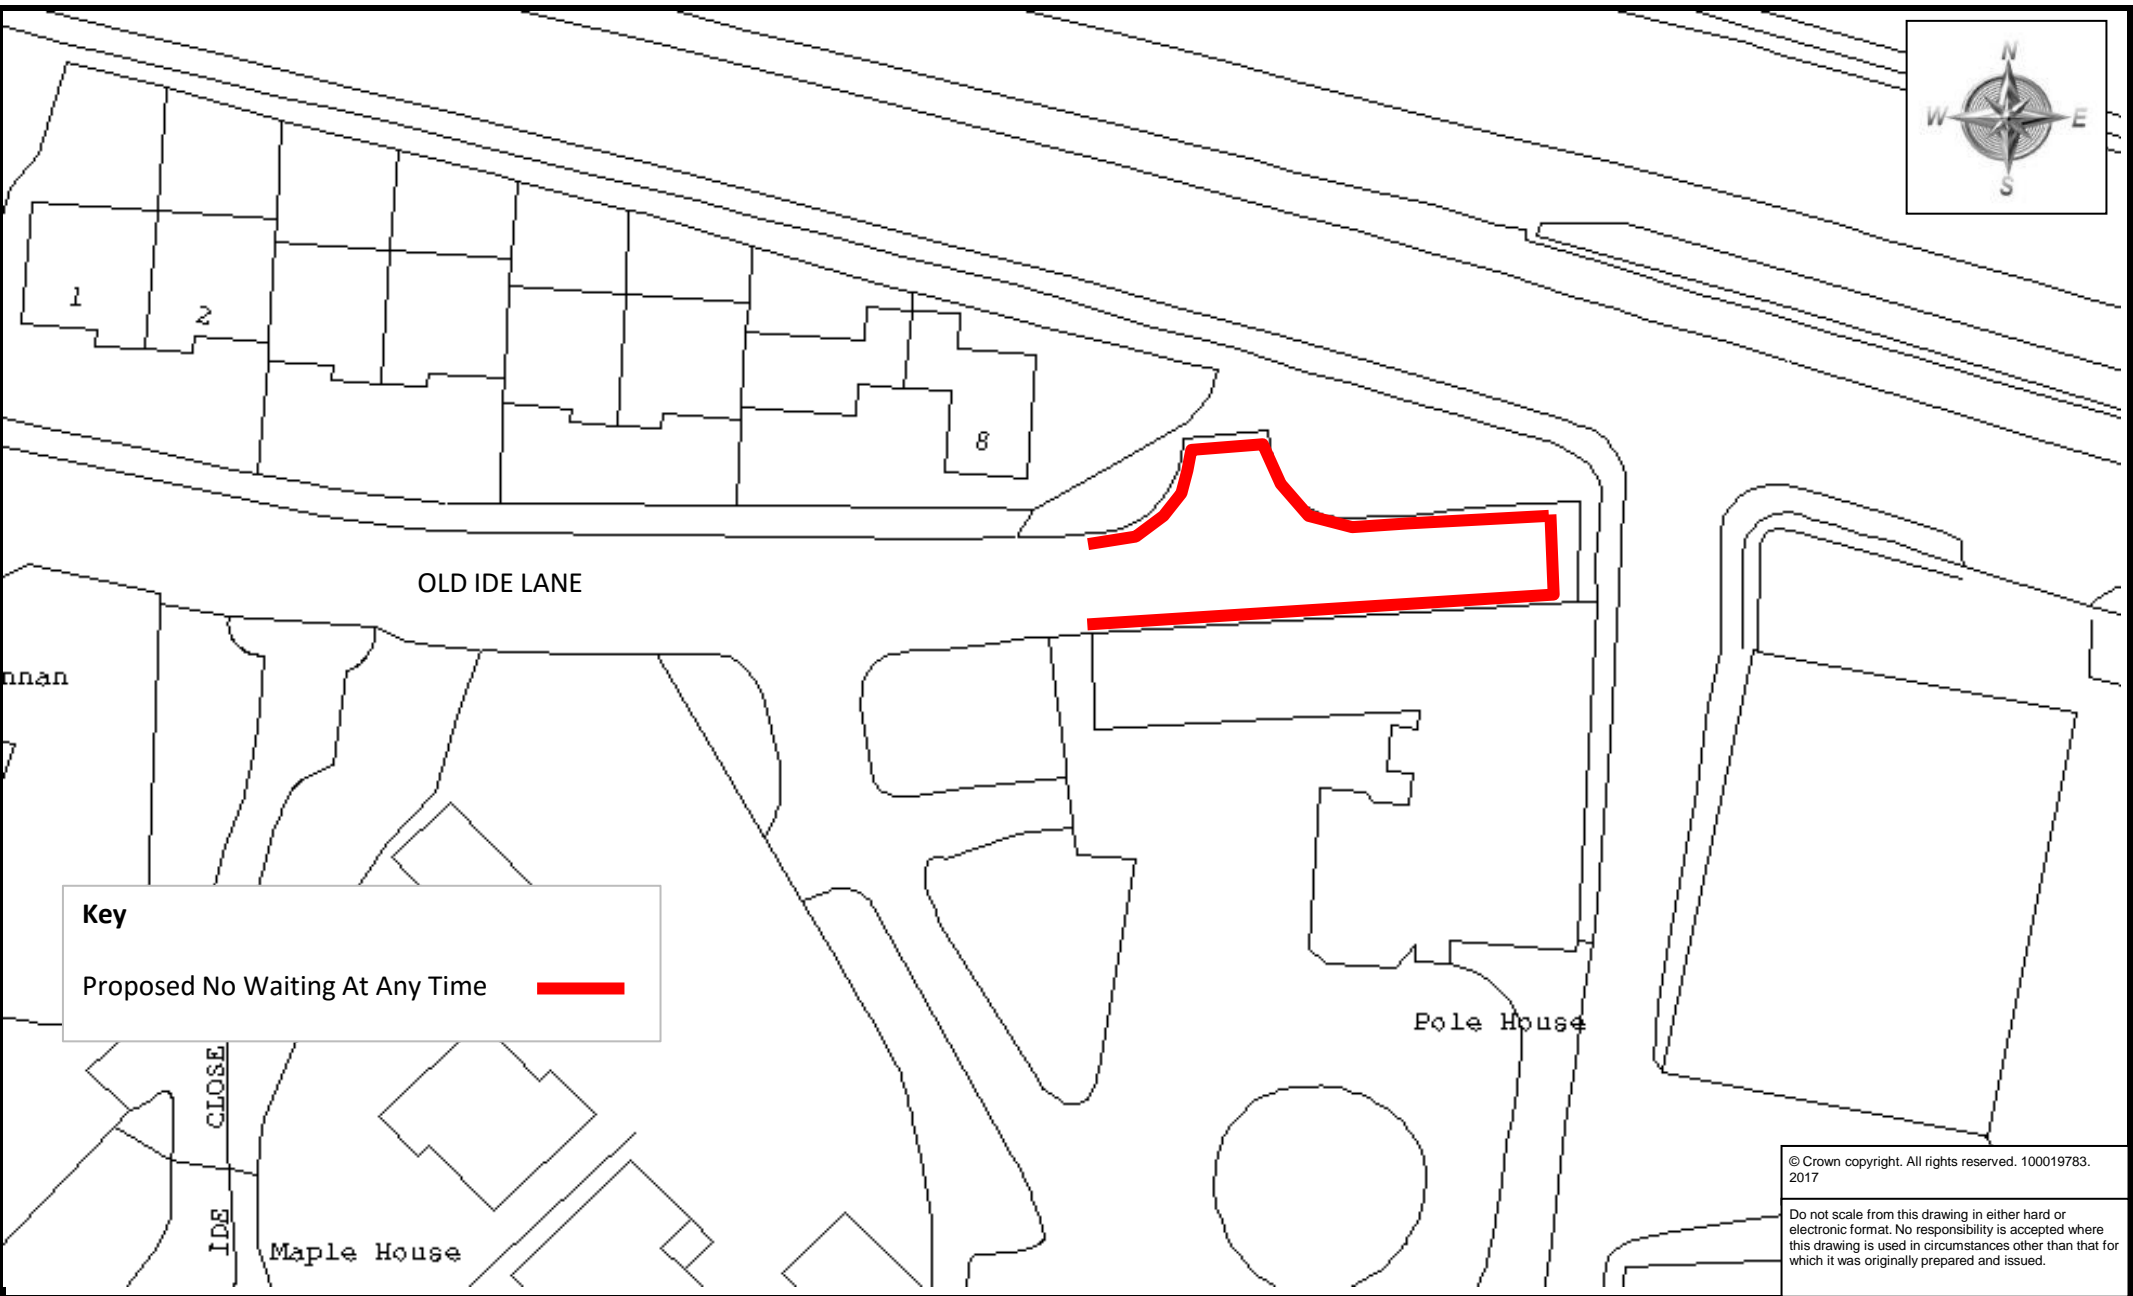 N
W E
S
1
2
8
OLD IDE LANE
nnan
Key
Proposed No Waiting At Any Time
Pole House
IDE CLOSE
Maple House
© Crown copyright. All rights reserved. 100019783.
2017
Do not scale from this drawing in either hard or
electronic format. No responsibility is accepted where
this drawing is used in circumstances other than that for
which it was originally prepared and issued.